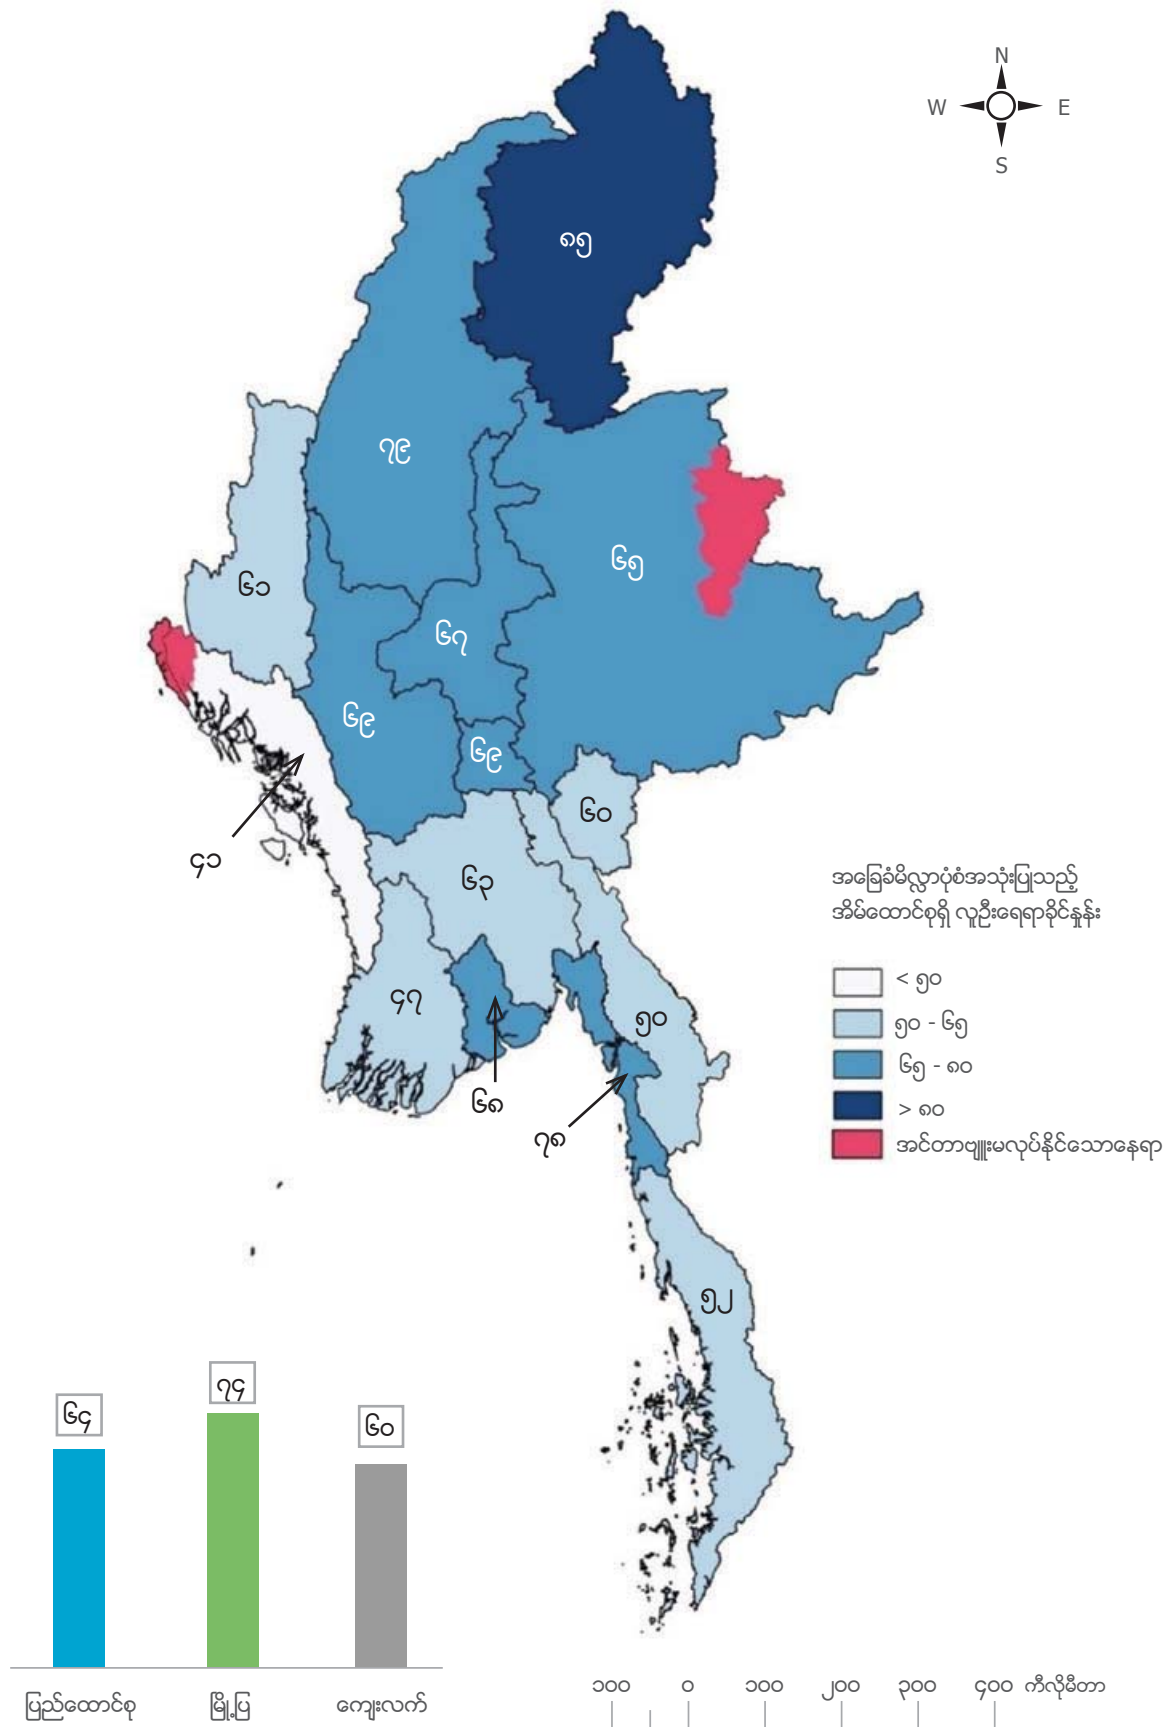 N
W E
S
၈၅
၇၉
၆၅
၆၁
၆၇
၆၉
၆၉
၆၀
၄၁
၆၃
၄၇
၅၀
၆၈
၇၈
၅၂
အခြေခံမိလ္လာပုံစံအသုံးပြုသည့်
အိမ်ထောင်စုရှိ လူဦးရေရာခိုင်နှုန်း
< ၅၀
၅၀ - ၆၅
၆၅ - ၈၀
> ၈၀
အင်တာဗျူးမလုပ်နိုင်သောနေရာ
၆၄
၇၄
၆၀
ပြည်ထောင်စု
မြို့ပြ
ကျေးလက်
၁၀၀ ၀ ၁၀၀ ၂၀၀ ၃၀၀ ၄၀၀ ကီလိုမီတာ